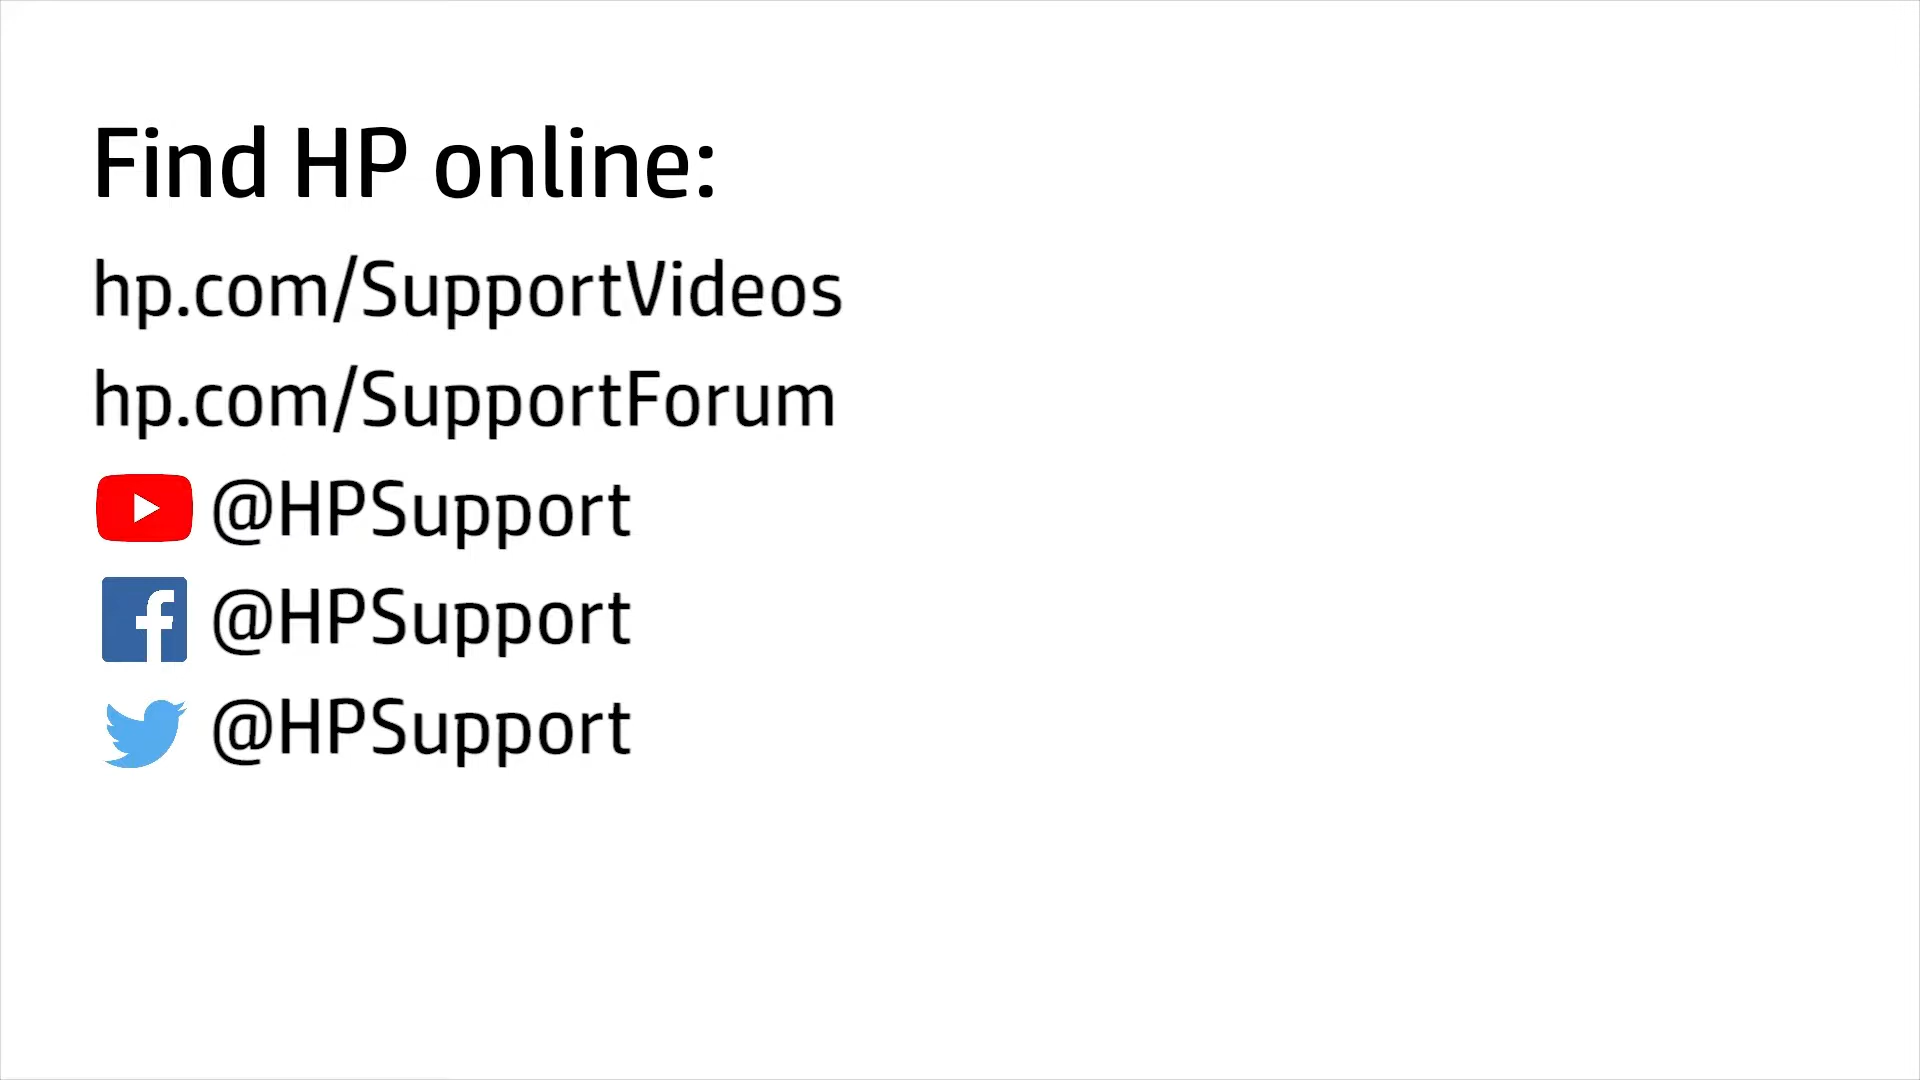 Find HP online:
hp.com/SupportVideos
hp.com/SupportForum
@HPSupport
@HPSupport
@HPSupport